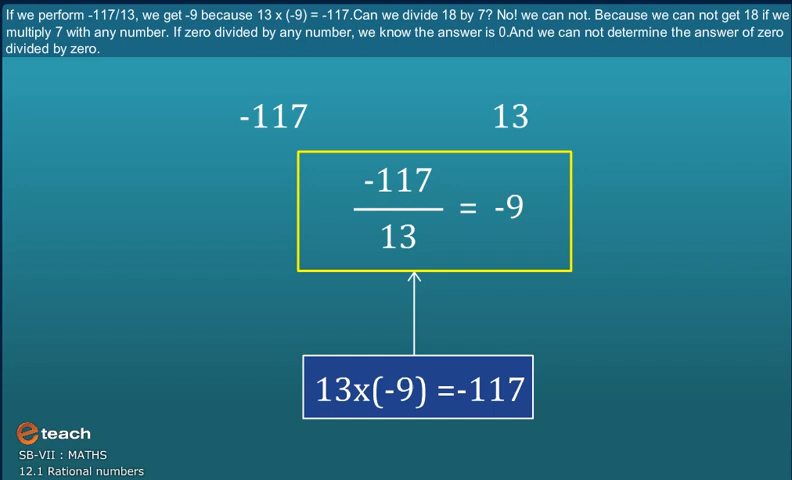 If we perform -117/13, we get -9 because 13 x (-9) = -117.Can we divide 18 by 7? No! we can not. Because we can not get 18 if we
multiply 7 with any number. If zero divided by any number, we know the answer is 0.And we can not determine the answer of zero
divided by zero.
-117 13
-117
= -9
13
13x(-9) =-117
eteach
SB-VII : MATHS
12.1 Rational numbers